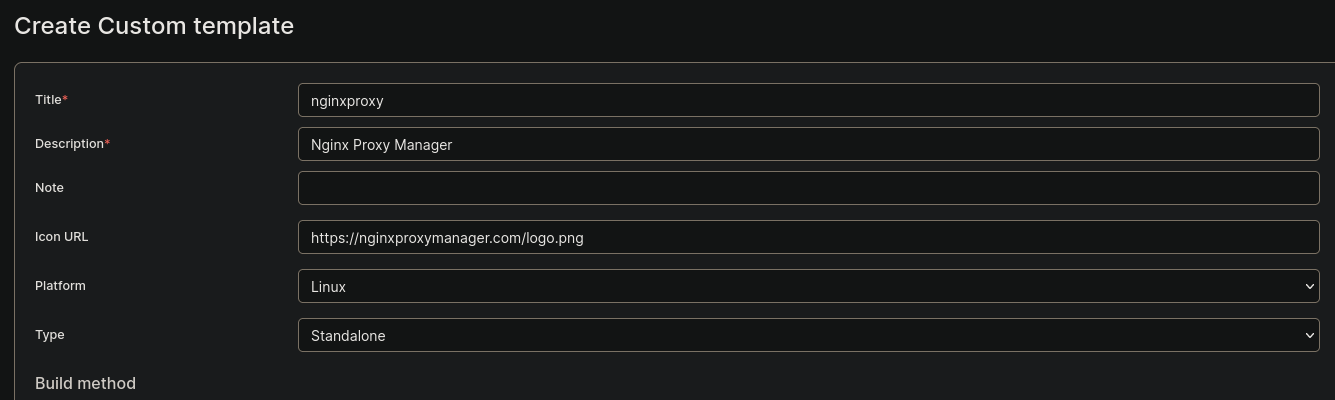 Create Custom template
Title*
nginxproxy
Description*
Nginx Proxy Manager
Note
Icon URL
https://nginxproxymanager.com/logo.png
Platform
Linux
Type
Standalone
Build method